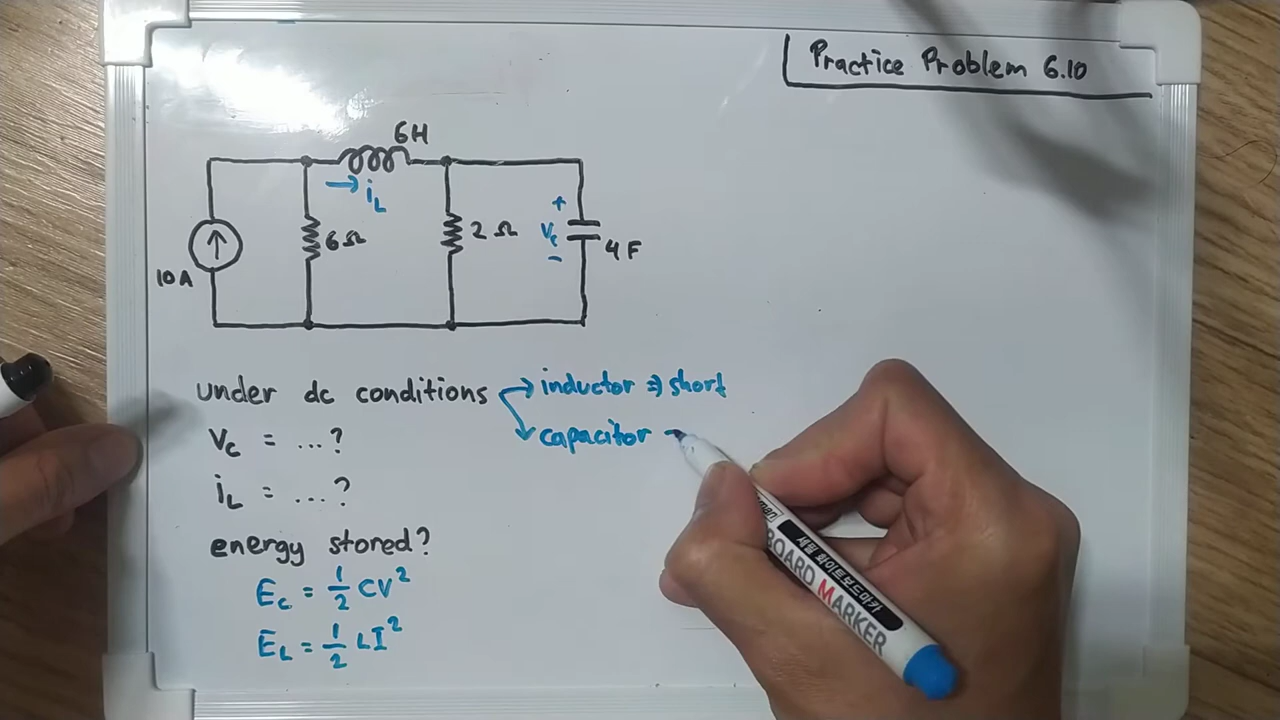 Practice Problem 6.10
6H
iL
6Ω
2Ω
+
Vc
–
4F
10A
under dc conditions
inductor ⇒ short
capacitor
Vc = ...?
iL = ...?
energy stored?
Ec = 1/2 CV²
EL = 1/2 LI²
BOARD MARKER